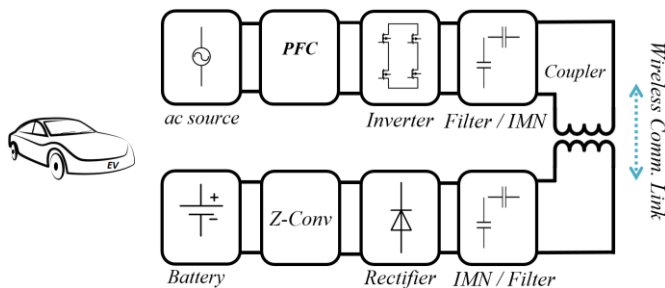 PFC
Coupler
ac source
Inverter
Filter / IMN
Wireless Comm. Link
EV
+
−
Z-Conv
Battery
Rectifier
IMN / Filter